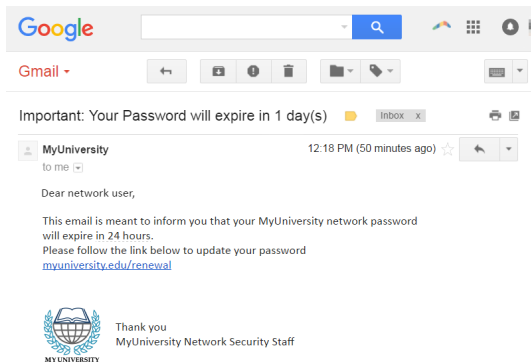 Google
Gmail
Important: Your Password will expire in 1 day(s) Inbox x
MyUniversity 12:18 PM (50 minutes ago)
to me
Dear network user,
This email is meant to inform you that your MyUniversity network password
will expire in 24 hours.
Please follow the link below to update your password
myuniversity.edu/renewal
Thank you
MyUniversity Network Security Staff
MY UNIVERSITY